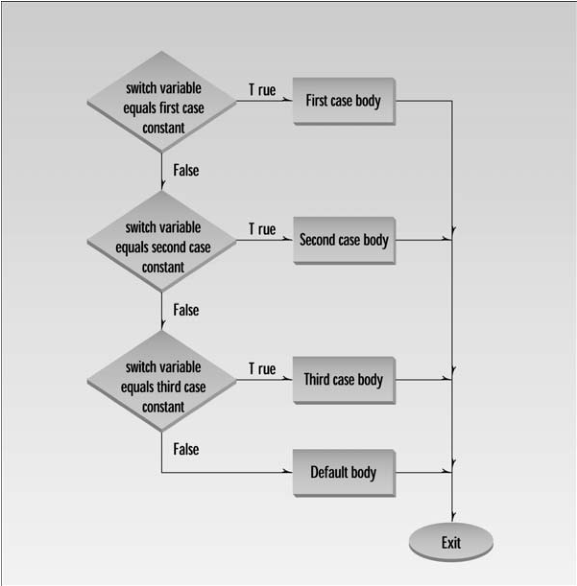 switch variable
equals first case
constant
T rue
First case body
False
switch variable
equals second case
constant
T rue
Second case body
False
switch variable
equals third case
constant
T rue
Third case body
False
Default body
Exit